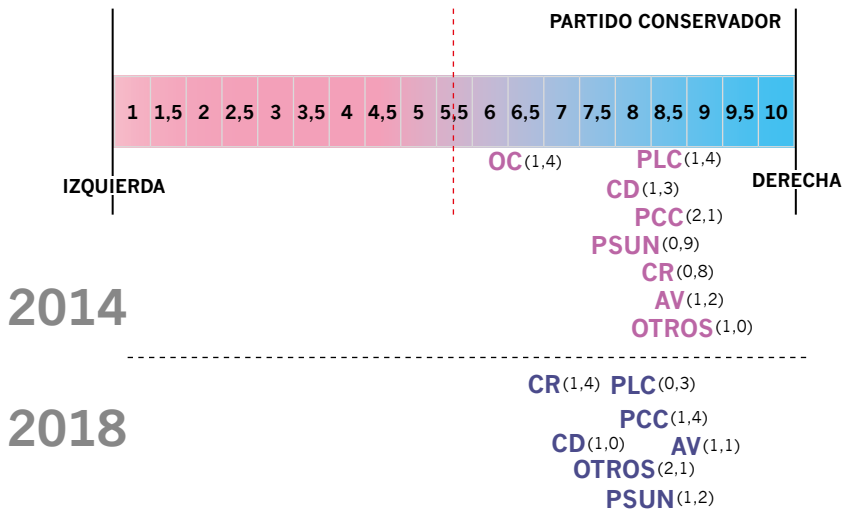 PARTIDO CONSERVADOR
1 1,5 2 2,5 3 3,5 4 4,5 5 5,5 6 6,5 7 7,5 8 8,5 9 9,5 10
IZQUIERDA
DERECHA
OC(1,4) PLC(1,4)
CD(1,3)
PCC(2,1)
PSUN(0,9)
CR(0,8)
2014
AV(1,2)
OTROS(1,0)
CR(1,4) PLC(0,3)
2018
PCC(1,4)
CD(1,0) AV(1,1)
OTROS(2,1)
PSUN(1,2)